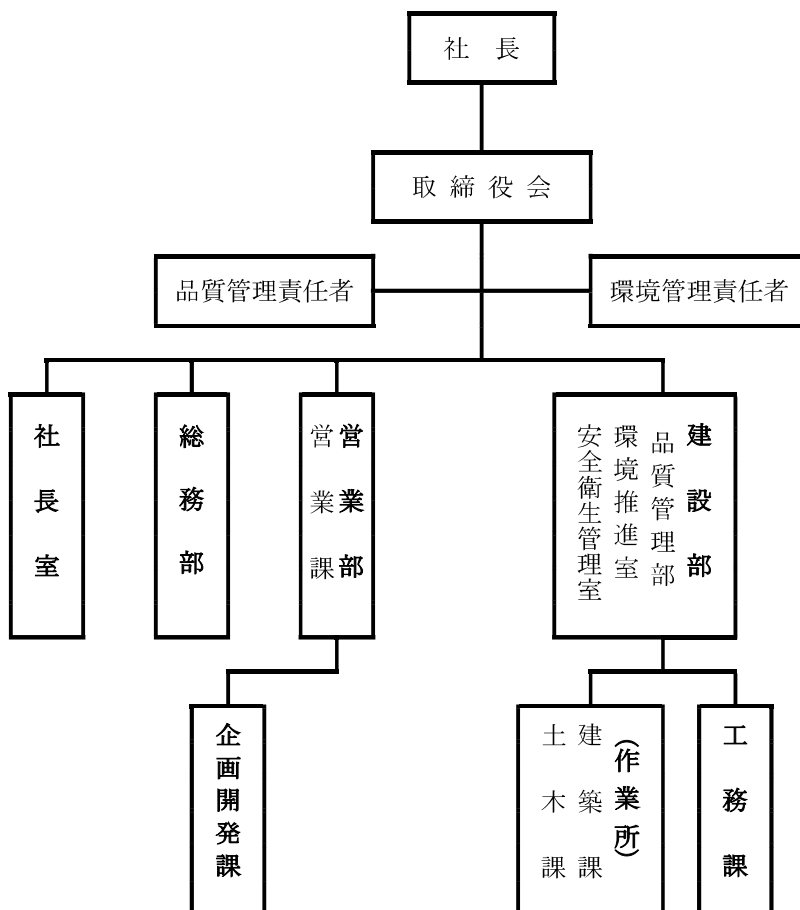 社 長
取 締 役 会
品質管理責任者
環境管理責任者
社長室
総務部
営業部
営業課
建設部
品質管理部
環境推進室
安全衛生管理室
企画開発課
(作業所)
建築課
土木課
工務課